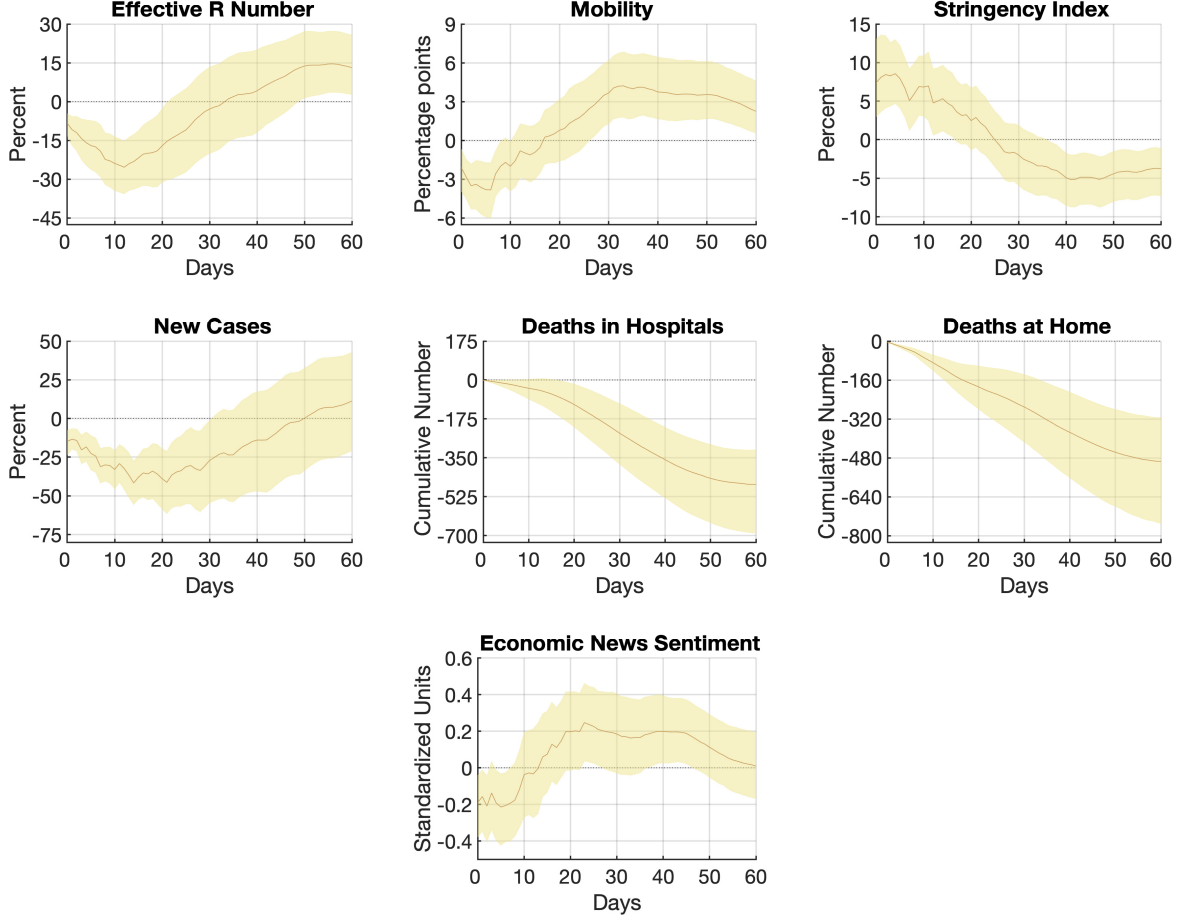 Effective R Number
Percent
30
15
0
-15
-30
-45
0 10 20 30 40 50 60
Days
Mobility
Percentage points
9
6
3
0
-3
-6
0 10 20 30 40 50 60
Days
Stringency Index
Percent
15
10
5
0
-5
-10
0 10 20 30 40 50 60
Days
New Cases
Percent
50
25
0
-25
-50
-75
0 10 20 30 40 50 60
Days
Deaths in Hospitals
Cumulative Number
175
0
-175
-350
-525
-700
0 10 20 30 40 50 60
Days
Deaths at Home
Cumulative Number
0
-160
-320
-480
-640
-800
0 10 20 30 40 50 60
Days
Economic News Sentiment
Standardized Units
0.6
0.4
0.2
0
-0.2
-0.4
0 10 20 30 40 50 60
Days